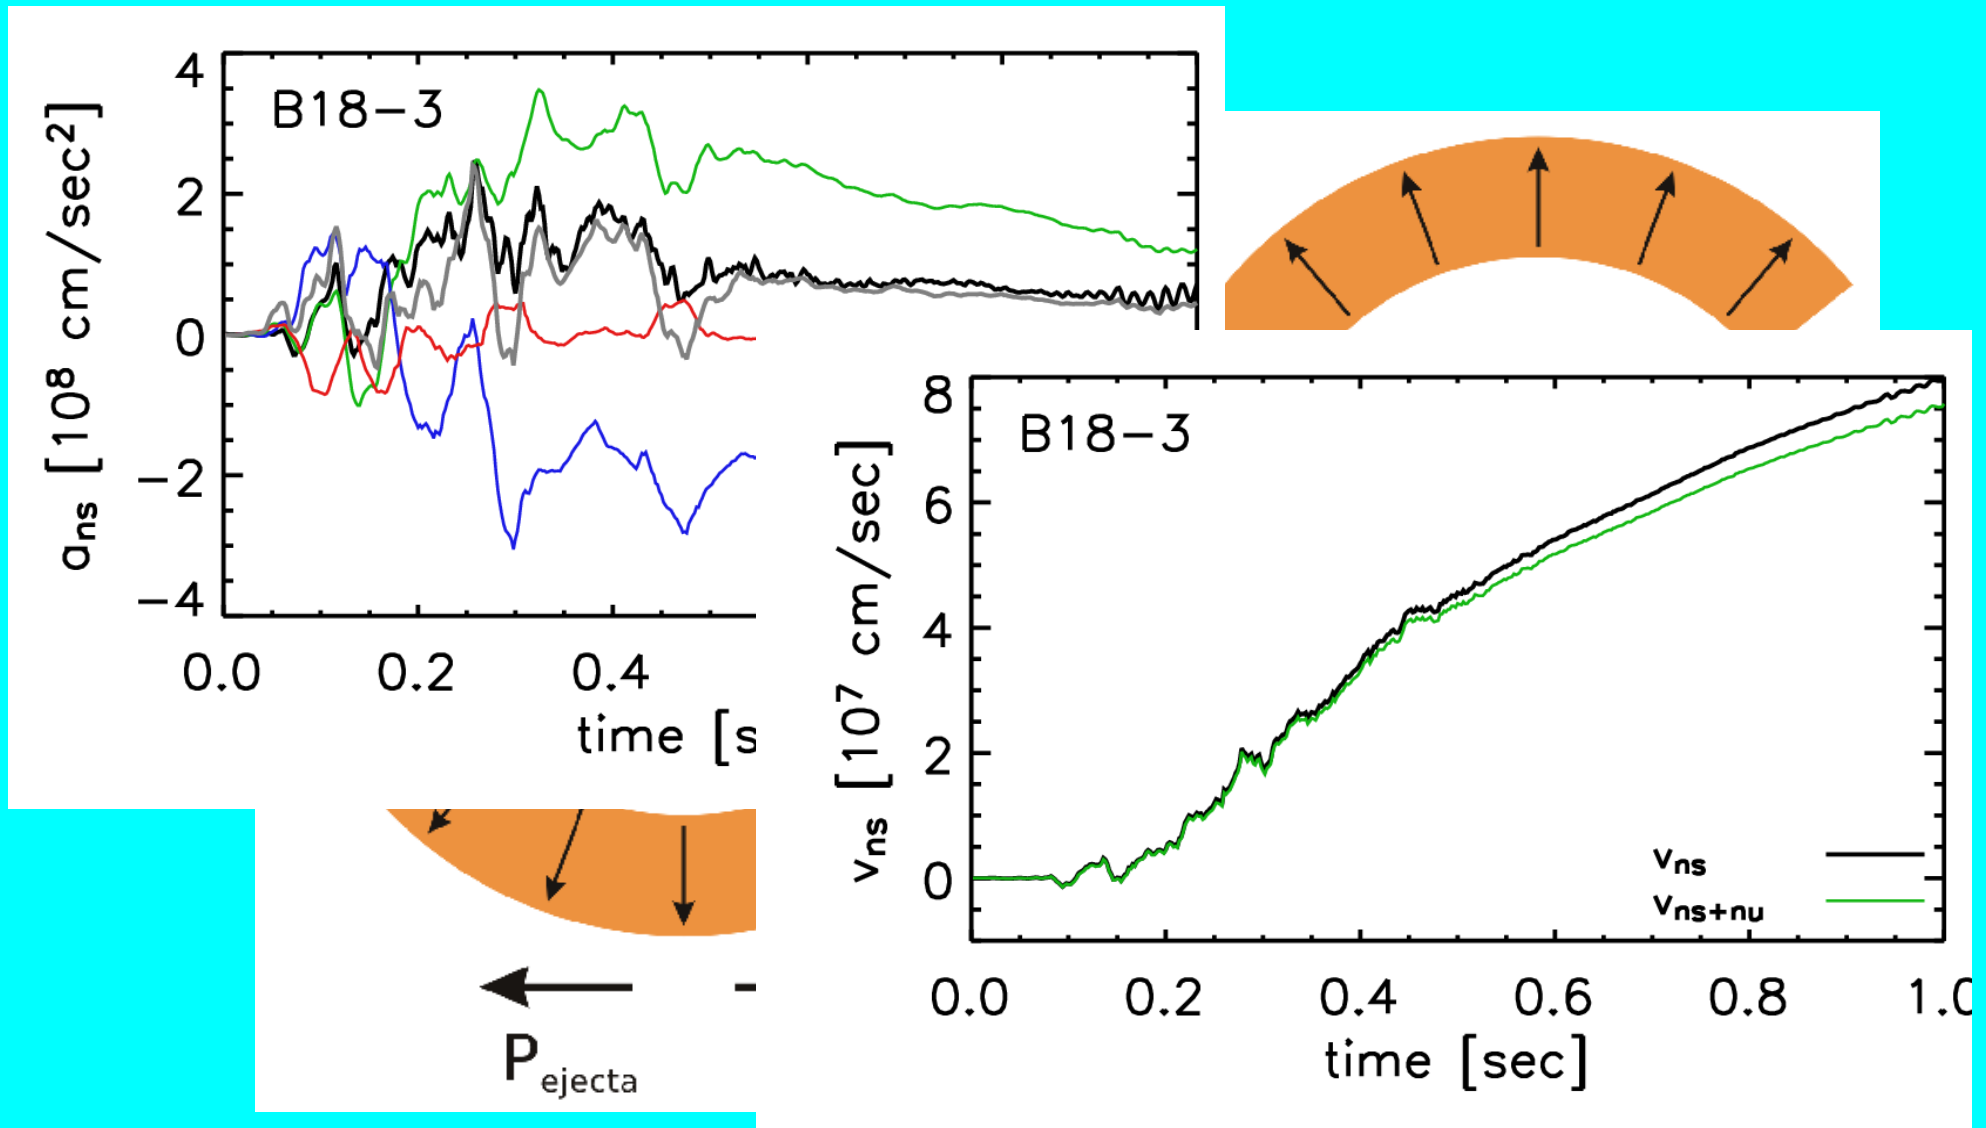 4
B18-3
2
0
-2
-4
a_ns [10^8 cm/sec^2]
0.0 0.2 0.4
time [s
8
B18-3
6
4
2
0
v_ns [10^7 cm/sec]
v_ns
v_ns+nu
0.0 0.2 0.4 0.6 0.8 1.0
time [sec]
P_ejecta